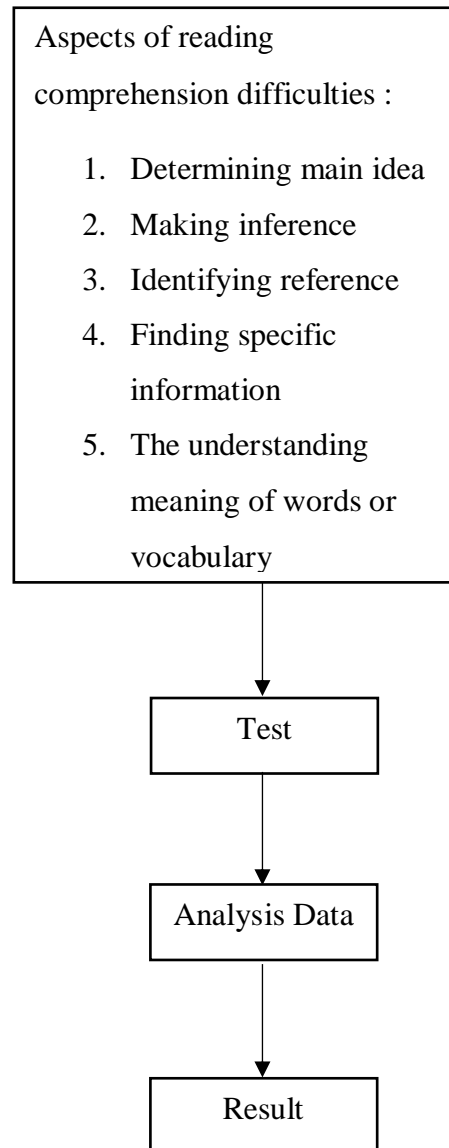 Aspects of reading
comprehension difficulties :
1. Determining main idea
2. Making inference
3. Identifying reference
4. Finding specific
information
5. The understanding
meaning of words or
vocabulary
Test
Analysis Data
Result